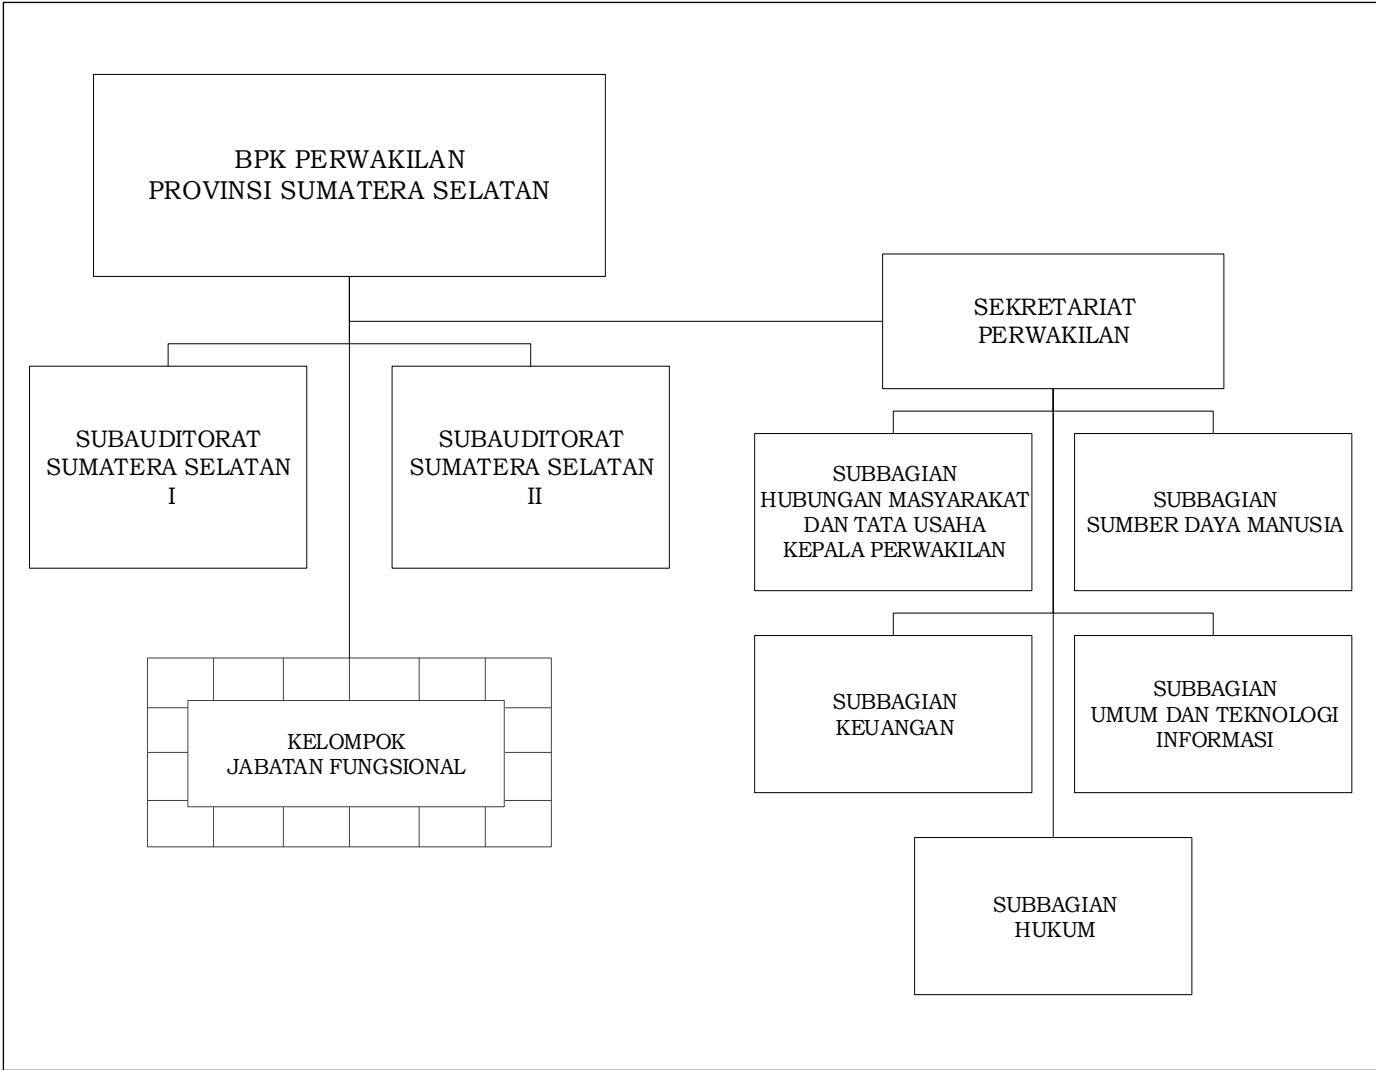 BPK PERWAKILAN
PROVINSI SUMATERA SELATAN
SEKRETARIAT
PERWAKILAN
SUBAUDITORAT
SUMATERA SELATAN
I
SUBAUDITORAT
SUMATERA SELATAN
II
SUBBAGIAN
HUBUNGAN MASYARAKAT
DAN TATA USAHA
KEPALA PERWAKILAN
SUBBAGIAN
SUMBER DAYA MANUSIA
SUBBAGIAN
KEUANGAN
SUBBAGIAN
UMUM DAN TEKNOLOGI
INFORMASI
KELOMPOK
JABATAN FUNGSIONAL
SUBBAGIAN
HUKUM